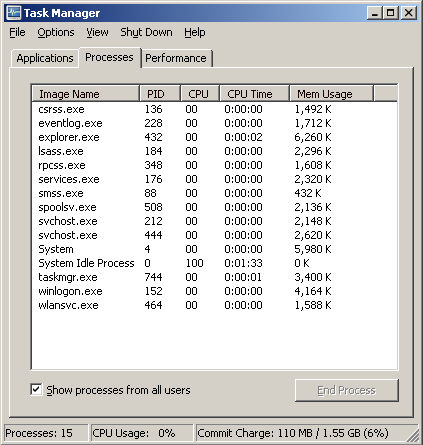 Task Manager
File Options View Shut Down Help
Applications Processes Performance
Image Name PID CPU CPU Time Mem Usage
csrss.exe 136 00 0:00:00 1,492 K
eventlog.exe 228 00 0:00:00 1,712 K
explorer.exe 432 00 0:00:02 6,260 K
lsass.exe 184 00 0:00:00 2,296 K
rpcss.exe 348 00 0:00:00 1,608 K
services.exe 176 00 0:00:00 2,320 K
smss.exe 88 00 0:00:00 432 K
spoolsv.exe 508 00 0:00:00 2,136 K
svchost.exe 212 00 0:00:00 2,148 K
svchost.exe 444 00 0:00:00 2,620 K
System 4 00 0:00:00 5,980 K
System Idle Process 0 100 0:01:33 0 K
taskmgr.exe 744 00 0:00:01 3,400 K
winlogon.exe 152 00 0:00:00 4,164 K
wlansvc.exe 464 00 0:00:00 1,588 K
Show processes from all users End Process
Processes: 15 CPU Usage: 0% Commit Charge: 110 MB / 1.55 GB (6%)